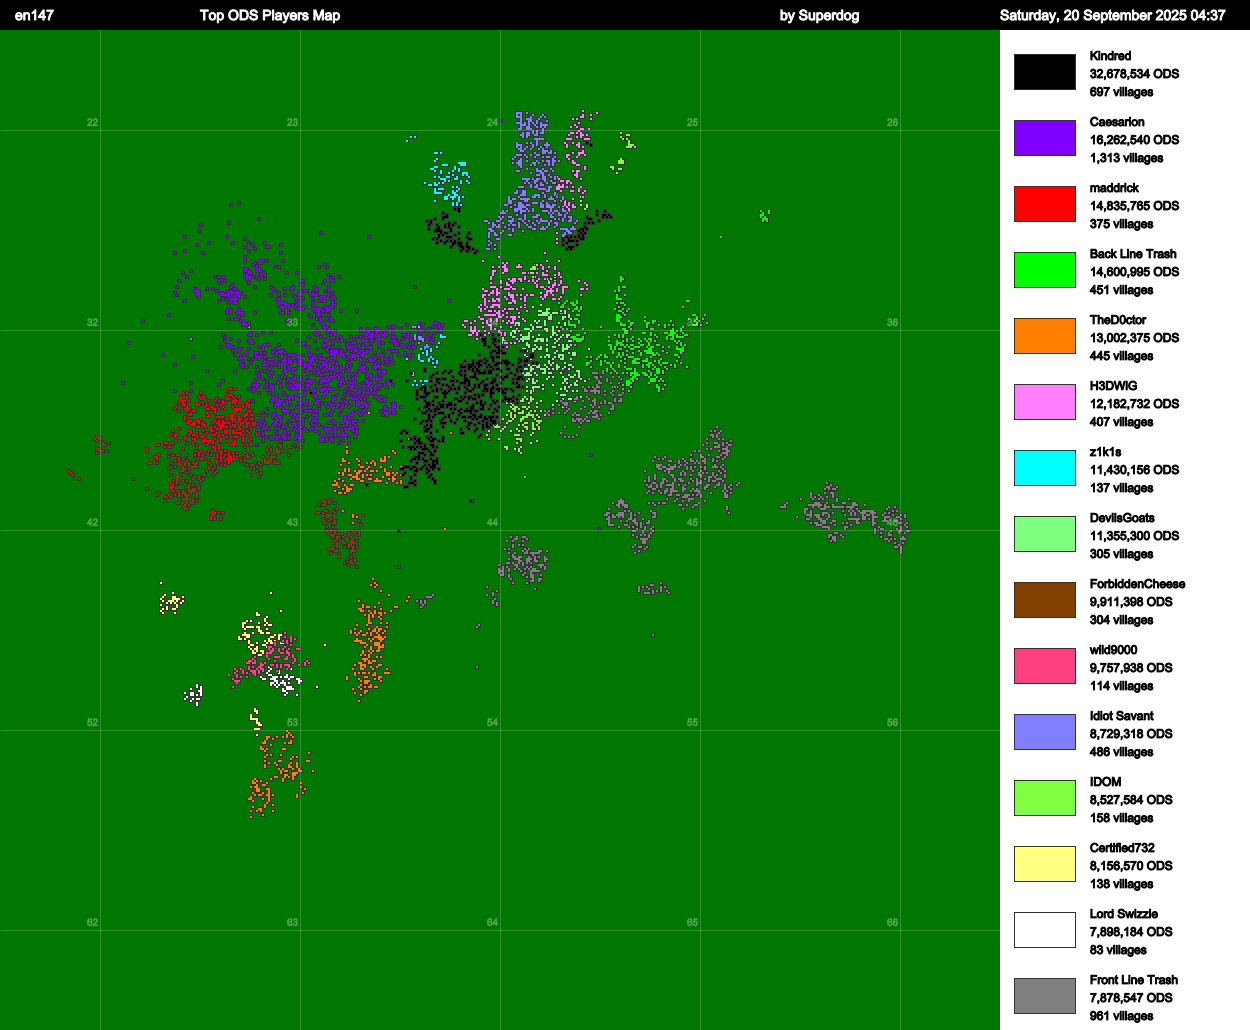 en147 Top ODS Players Map by Superdog Saturday, 20 September 2025 04:37
Kindred
32,678,534 ODS
697 villages
Caesarion
16,262,540 ODS
1,313 villages
maddrick
14,835,765 ODS
375 villages
Back Line Trash
14,600,995 ODS
451 villages
TheD0ctor
13,002,375 ODS
445 villages
H3DWIG
12,182,732 ODS
407 villages
z1k1s
11,430,156 ODS
137 villages
DevilsGoats
11,355,300 ODS
305 villages
ForbiddenCheese
9,911,398 ODS
304 villages
wild9000
9,757,938 ODS
114 villages
Idiot Savant
8,729,318 ODS
486 villages
IDOM
8,527,584 ODS
158 villages
Certified732
8,156,570 ODS
138 villages
Lord Swizzle
7,898,184 ODS
83 villages
Front Line Trash
7,878,547 ODS
961 villages
22 23 24 25 26
32 33 35 36
42 43 44 45 46
52 53 54 55 56
62 63 64 65 66